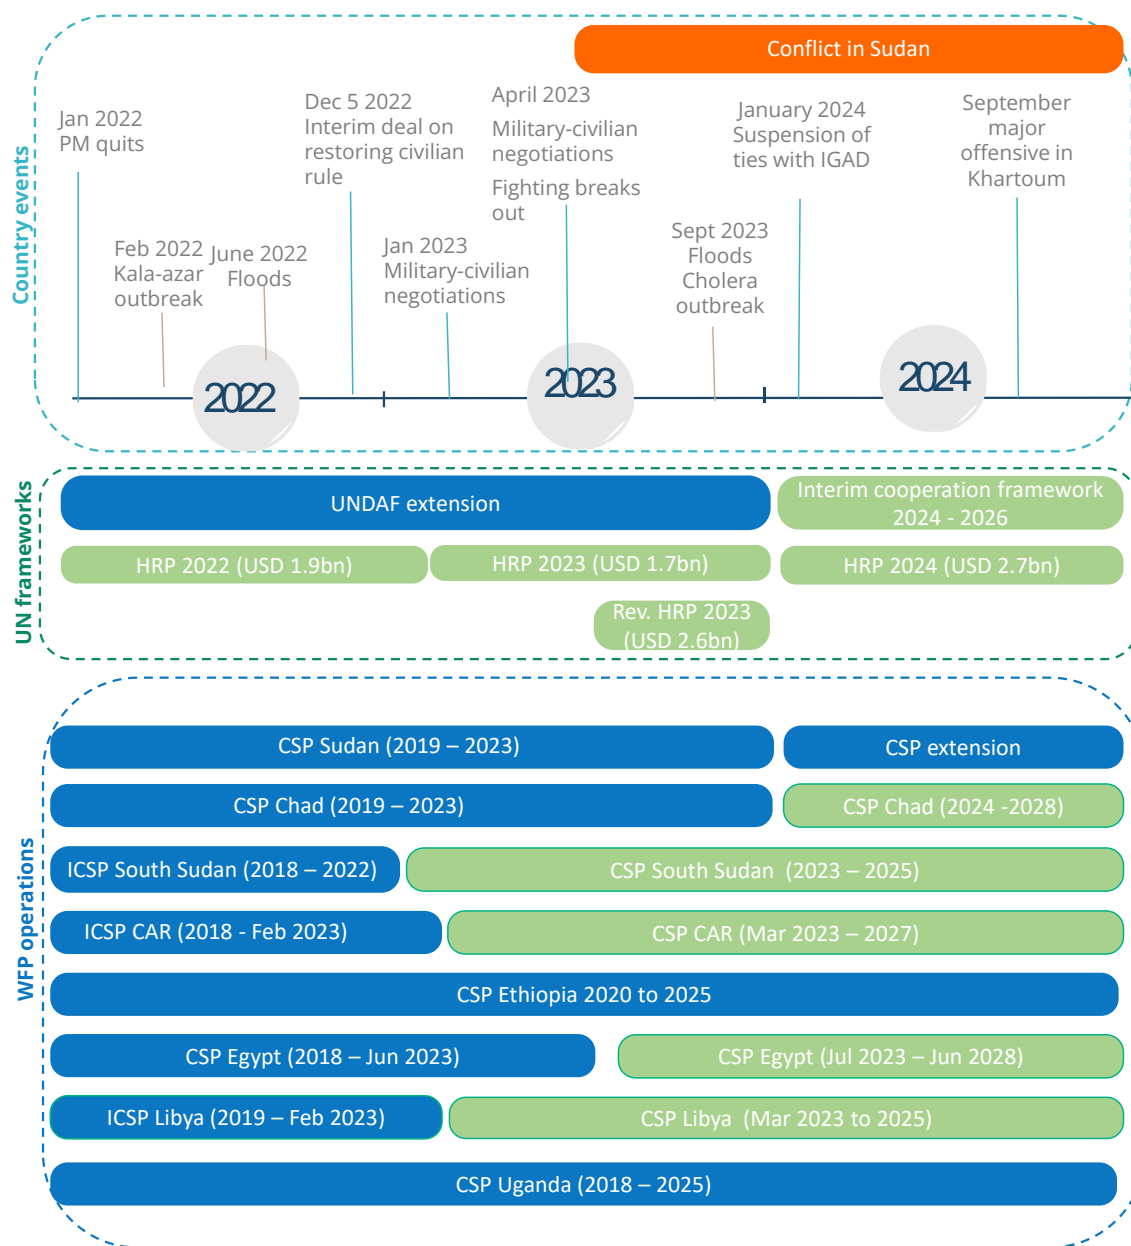 Conflict in Sudan
Country events
Jan 2022
PM quits
Feb 2022
Kala-azar
outbreak
June 2022
Floods
Dec 5 2022
Interim deal on
restoring civilian
rule
Jan 2023
Military-civilian
negotiations
April 2023
Military-civilian
negotiations
Fighting breaks
out
Sept 2023
Floods
Cholera
outbreak
January 2024
Suspension of
ties with IGAD
September
major
offensive in
Khartoum
2022
2023
2024
UN frameworks
UNDAF extension
Interim cooperation framework
2024 - 2026
HRP 2022 (USD 1.9bn)
HRP 2023 (USD 1.7bn)
HRP 2024 (USD 2.7bn)
Rev. HRP 2023
(USD 2.6bn)
WFP operations
CSP Sudan (2019 – 2023)
CSP extension
CSP Chad (2019 – 2023)
CSP Chad (2024 -2028)
ICSP South Sudan (2018 – 2022)
CSP South Sudan (2023 – 2025)
ICSP CAR (2018 - Feb 2023)
CSP CAR (Mar 2023 – 2027)
CSP Ethiopia 2020 to 2025
CSP Egypt (2018 – Jun 2023)
CSP Egypt (Jul 2023 – Jun 2028)
ICSP Libya (2019 – Feb 2023)
CSP Libya (Mar 2023 to 2025)
CSP Uganda (2018 – 2025)